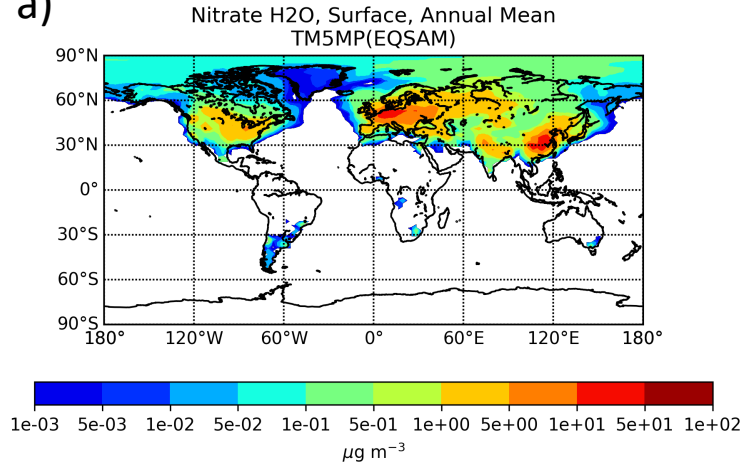 a)
Nitrate H2O, Surface, Annual Mean
TM5MP(EQSAM)
90°N
60°N
30°N
0°
30°S
60°S
90°S
180° 120°W 60°W 0° 60°E 120°E 180°
1e-03 5e-03 1e-02 5e-02 1e-01 5e-01 1e+00 5e+00 1e+01 5e+01 1e+02
μg m⁻³